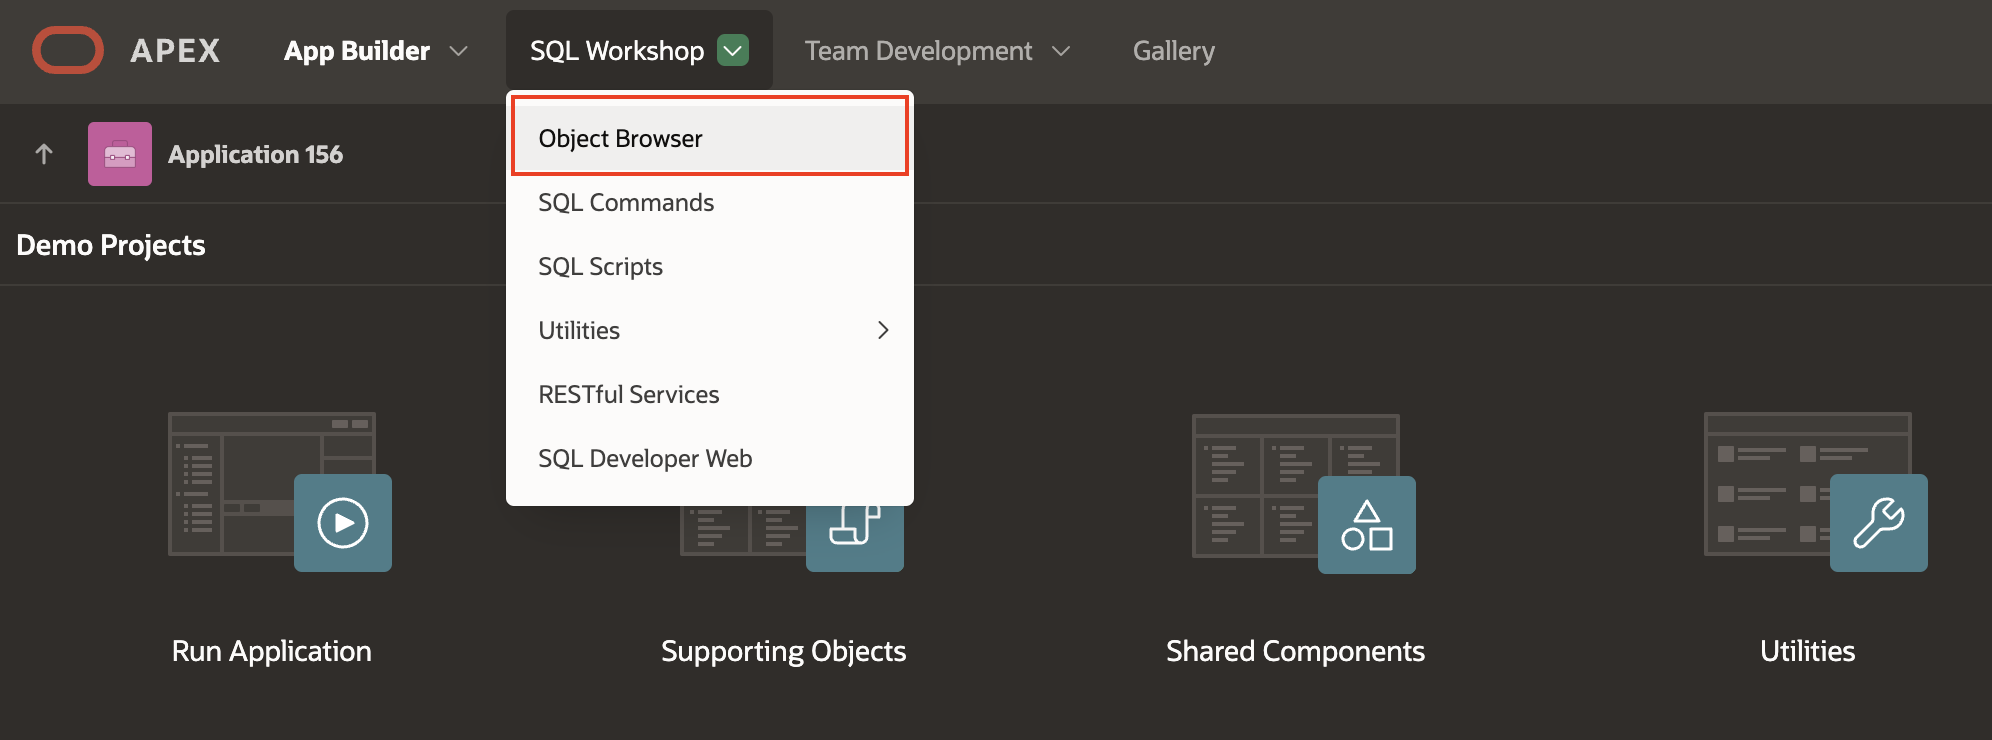 APEX App Builder SQL Workshop Team Development Gallery
Application 156
Demo Projects
Object Browser
SQL Commands
SQL Scripts
Utilities
RESTful Services
SQL Developer Web
Run Application
Supporting Objects
Shared Components
Utilities